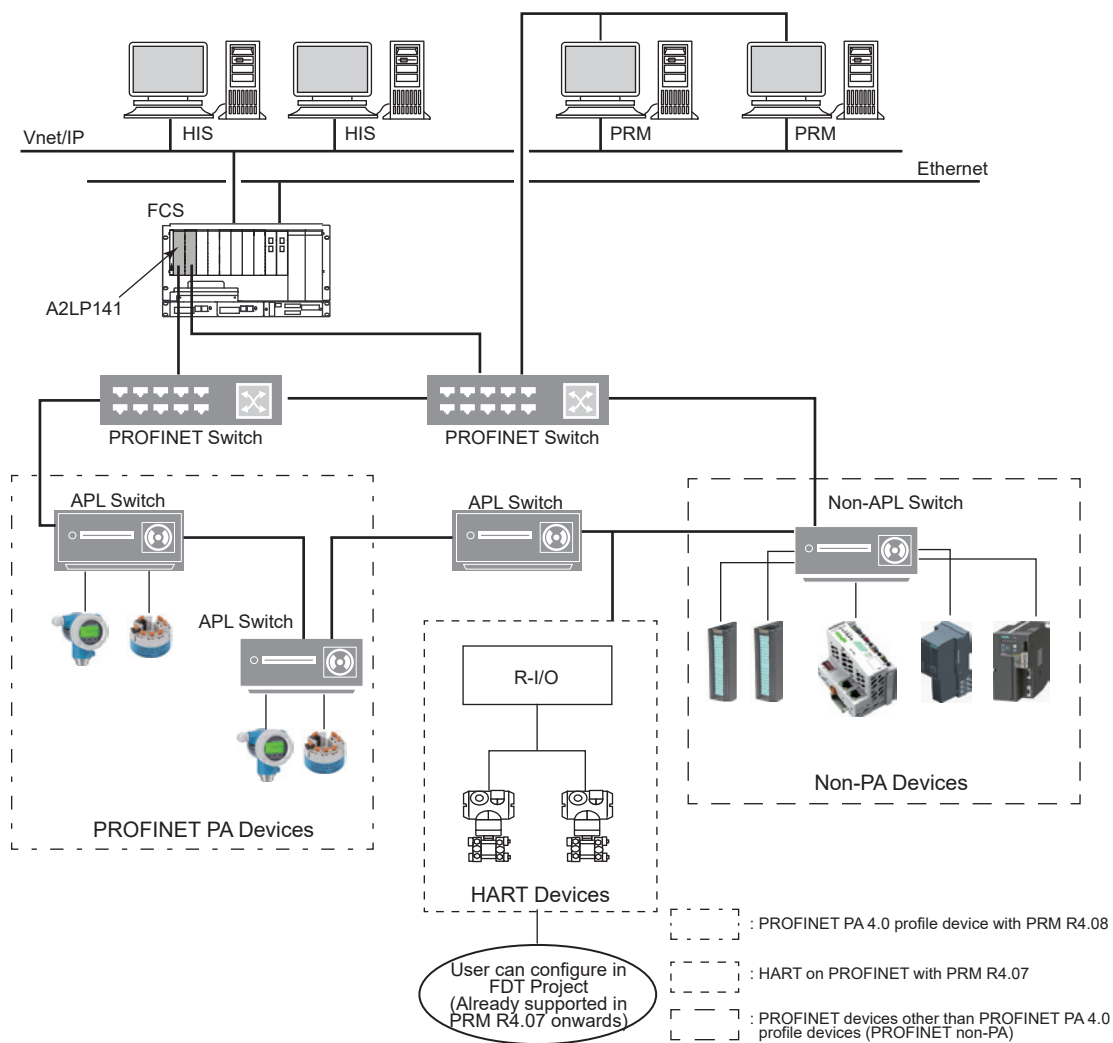 HIS
HIS
PRM
PRM
Vnet/IP
Ethernet
FCS
A2LP141
PROFINET Switch
PROFINET Switch
APL Switch
APL Switch
Non-APL Switch
APL Switch
R-I/O
Non-PA Devices
PROFINET PA Devices
HART Devices
User can configure in
FDT Project
(Already supported in
PRM R4.07 onwards)
: PROFINET PA 4.0 profile device with PRM R4.08
: HART on PROFINET with PRM R4.07
: PROFINET devices other than PROFINET PA 4.0
profile devices (PROFINET non-PA)